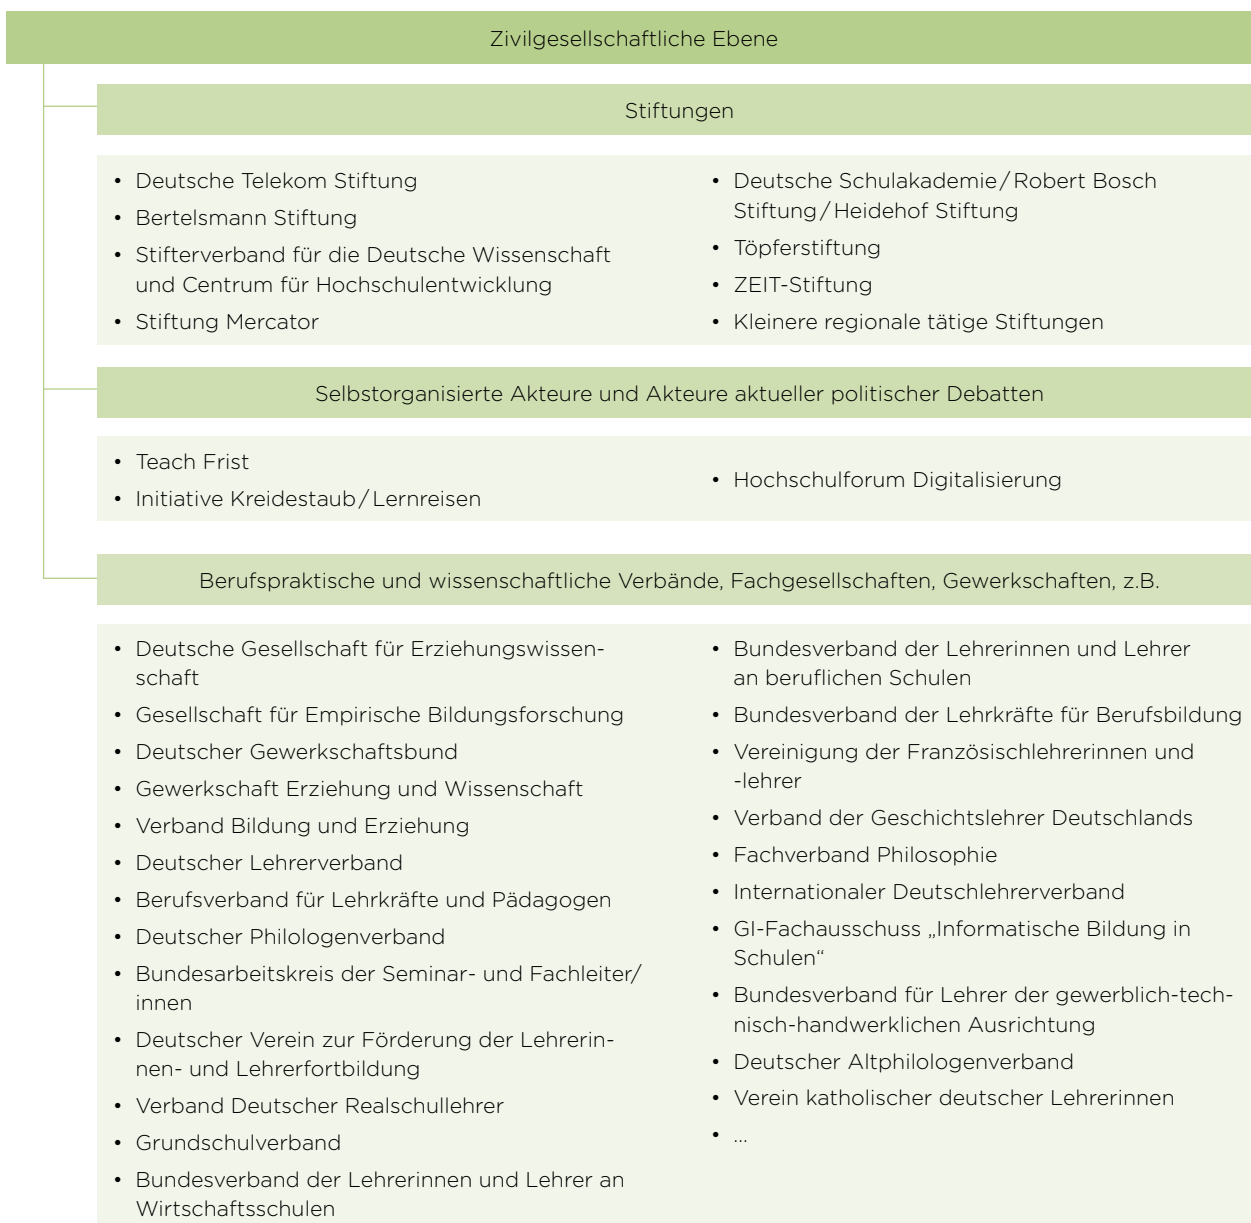 Zivilgesellschaftliche Ebene
Stiftungen
• Deutsche Telekom Stiftung
• Bertelsmann Stiftung
• Stifterverband für die Deutsche Wissenschaft
und Centrum für Hochschulentwicklung
• Stiftung Mercator
• Deutsche Schulakademie / Robert Bosch
Stiftung / Heidehof Stiftung
• Töpferstiftung
• ZEIT-Stiftung
• Kleinere regionale tätige Stiftungen
Selbstorganisierte Akteure und Akteure aktueller politischer Debatten
• Teach Frist
• Initiative Kreidestaub / Lernreisen
• Hochschulforum Digitalisierung
Berufspraktische und wissenschaftliche Verbände, Fachgesellschaften, Gewerkschaften, z.B.
• Deutsche Gesellschaft für Erziehungswissen-
schaft
• Gesellschaft für Empirische Bildungsforschung
• Deutscher Gewerkschaftsbund
• Gewerkschaft Erziehung und Wissenschaft
• Verband Bildung und Erziehung
• Deutscher Lehrerverband
• Berufsverband für Lehrkräfte und Pädagogen
• Deutscher Philologenverband
• Bundesarbeitskreis der Seminar- und Fachleiter/
innen
• Deutscher Verein zur Förderung der Lehrerin-
nen- und Lehrerfortbildung
• Verband Deutscher Realschullehrer
• Grundschulverband
• Bundesverband der Lehrerinnen und Lehrer an
Wirtschaftsschulen
• Bundesverband der Lehrerinnen und Lehrer
an beruflichen Schulen
• Bundesverband der Lehrkräfte für Berufsbildung
• Vereinigung der Französischlehrerinnen und
-lehrer
• Verband der Geschichtslehrer Deutschlands
• Fachverband Philosophie
• Internationaler Deutschlehrerverband
• GI-Fachausschuss „Informatische Bildung in
Schulen“
• Bundesverband für Lehrer der gewerblich-tech-
nisch-handwerklichen Ausrichtung
• Deutscher Altphilologenverband
• Verein katholischer deutscher Lehrerinnen
• ...